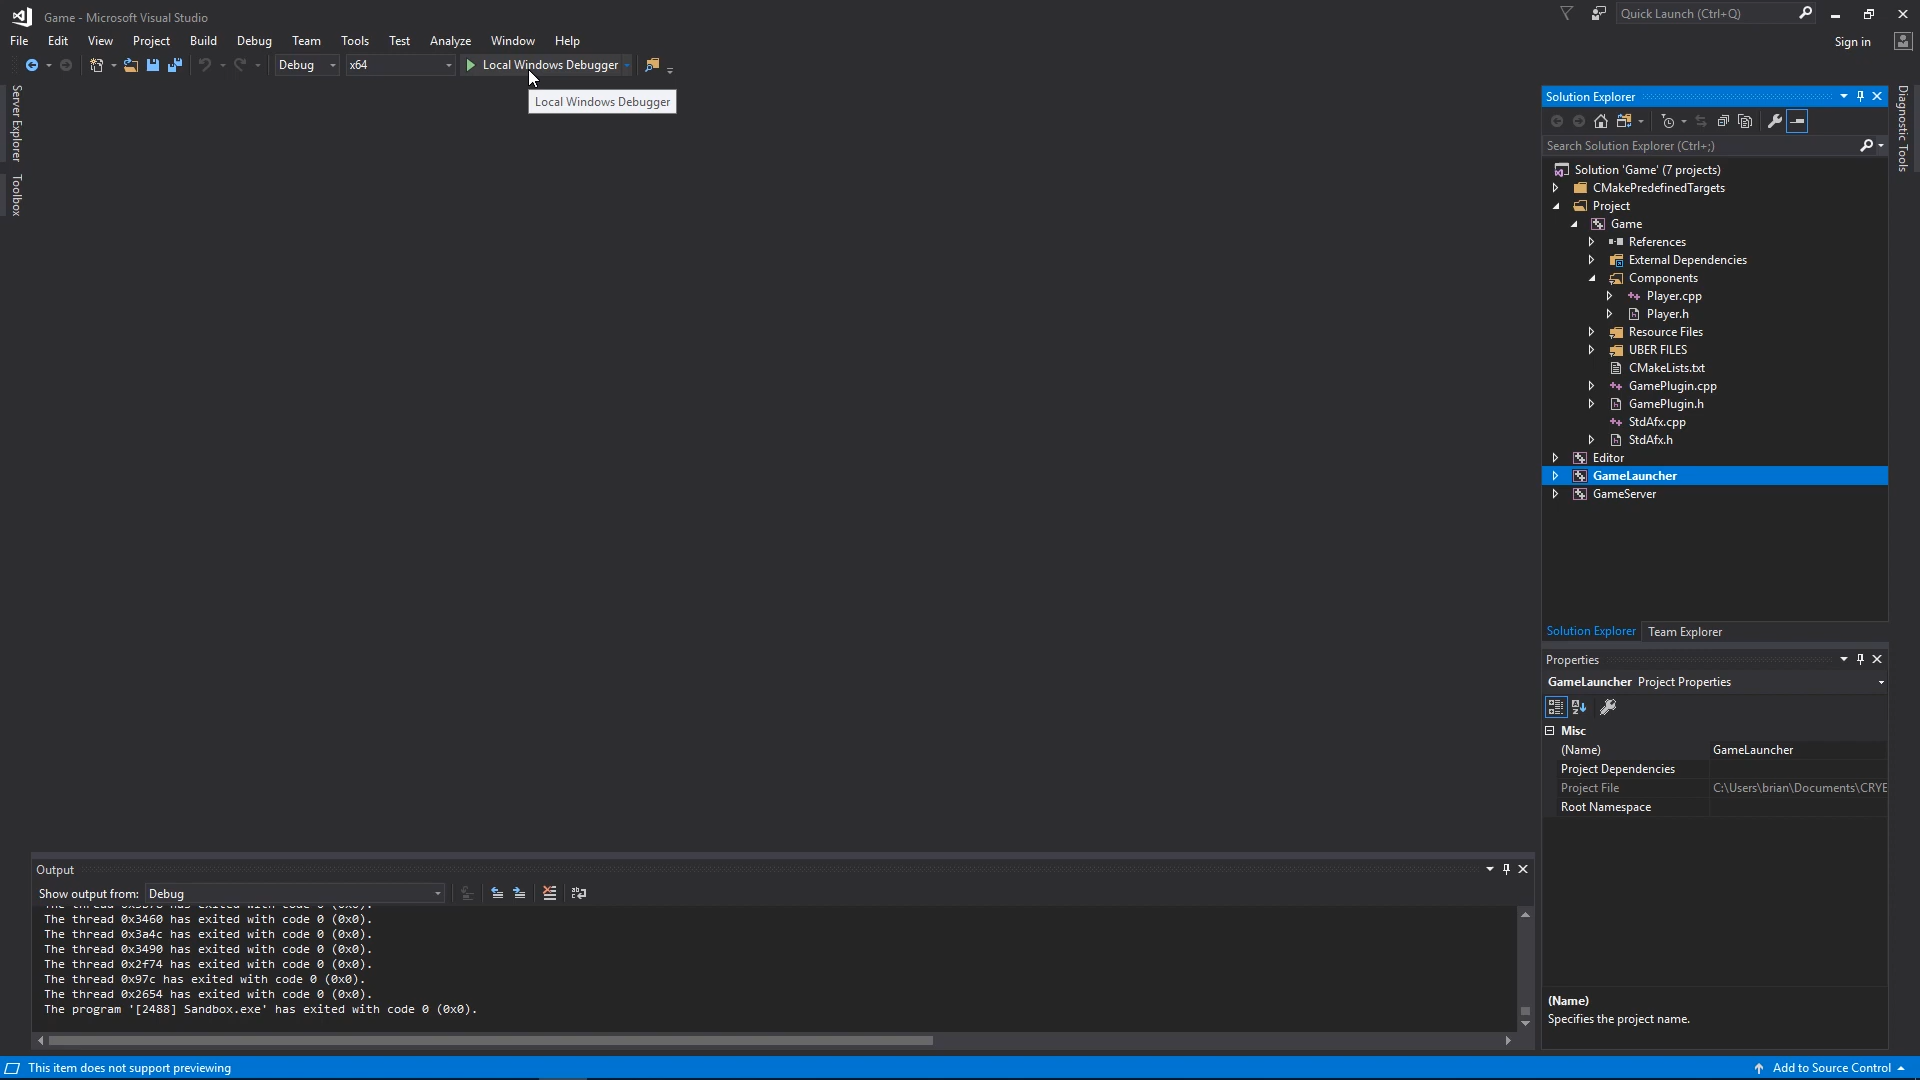 Game - Microsoft Visual Studio
Quick Launch (Ctrl+Q)
File Edit View Project Build Debug Team Tools Test Analyze Window Help
Sign in
Debug x64 Local Windows Debugger
Local Windows Debugger
Server Explorer
Toolbox
Diagnostic Tools
Solution Explorer
Search Solution Explorer (Ctrl+;)
Solution 'Game' (7 projects)
CMakePredefinedTargets
Project
Game
References
External Dependencies
Components
Player.cpp
Player.h
Resource Files
UBER FILES
CMakeLists.txt
GamePlugin.cpp
GamePlugin.h
StdAfx.cpp
StdAfx.h
Editor
GameLauncher
GameServer
Solution Explorer Team Explorer
Properties
GameLauncher Project Properties
Misc
(Name) GameLauncher
Project Dependencies
Project File C:\Users\brian\Documents\CRYE
Root Namespace
(Name)
Specifies the project name.
Output
Show output from: Debug
The thread 0x3460 has exited with code 0 (0x0).
The thread 0x3a4c has exited with code 0 (0x0).
The thread 0x3490 has exited with code 0 (0x0).
The thread 0x2f74 has exited with code 0 (0x0).
The thread 0x97c has exited with code 0 (0x0).
The thread 0x2654 has exited with code 0 (0x0).
The program '[2488] Sandbox.exe' has exited with code 0 (0x0).
This item does not support previewing
Add to Source Control